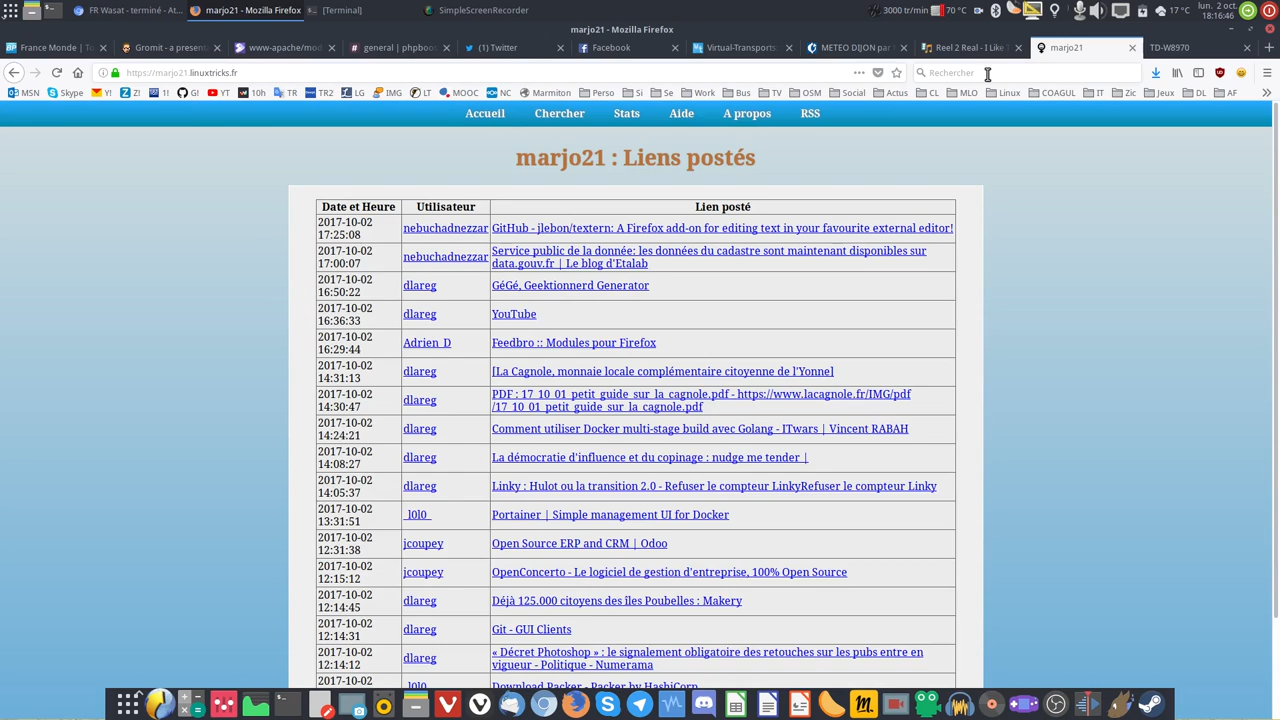 FR Wasat - terminé - At...
marjo21 - Mozilla Firefox
[Terminal]
SimpleScreenRecorder
3000 tr/min
70 °C
17 °C
lun. 2 oct.
18:16:46
marjo21 - Mozilla Firefox
France Monde | To
Gromit - a present
www-apache/mod
general | phpboos
(1) Twitter
Facebook
Virtual-Transports
METEO DIJON par
Reel 2 Real - I Like
marjo21
TD-W8970
https://marjo21.linuxtricks.fr
Rechercher
MSN Skype Y! Z! 1! G! YT 10h TR TR2 LG IMG LT MOOC NC Marmiton Perso Si Se Work Bus TV OSM Social Actus CL MLO Linux COAGUL IT Zic Jeux DL AF
Accueil Chercher Stats Aide A propos RSS
marjo21 : Liens postés
Date et Heure Utilisateur Lien posté
2017-10-02
17:25:08
nebuchadnezzar
GitHub - jlebon/textern: A Firefox add-on for editing text in your favourite external editor!
2017-10-02
17:00:07
nebuchadnezzar
Service public de la donnée: les données du cadastre sont maintenant disponibles sur
data.gouv.fr | Le blog d'Etalab
2017-10-02
16:50:22
dlareg
GéGé, Geektionnerd Generator
2017-10-02
16:36:33
dlareg
YouTube
2017-10-02
16:29:44
Adrien_D
Feedbro :: Modules pour Firefox
2017-10-02
14:31:13
dlareg
[La Cagnole, monnaie locale complémentaire citoyenne de l'Yonne]
2017-10-02
14:30:47
dlareg
PDF : 17_10_01_petit_guide_sur_la_cagnole.pdf - https://www.lacagnole.fr/IMG/pdf
/17_10_01_petit_guide_sur_la_cagnole.pdf
2017-10-02
14:24:21
dlareg
Comment utiliser Docker multi-stage build avec Golang - ITwars | Vincent RABAH
2017-10-02
14:08:27
dlareg
La démocratie d'influence et du copinage : nudge me tender |
2017-10-02
14:05:37
dlareg
Linky : Hulot ou la transition 2.0 - Refuser le compteur LinkyRefuser le compteur Linky
2017-10-02
13:31:51
_l0l0_
Portainer | Simple management UI for Docker
2017-10-02
12:31:38
jcoupey
Open Source ERP and CRM | Odoo
2017-10-02
12:15:12
jcoupey
OpenConcerto - Le logiciel de gestion d'entreprise, 100% Open Source
2017-10-02
12:14:45
dlareg
Déjà 125.000 citoyens des îles Poubelles : Makery
2017-10-02
12:14:31
dlareg
Git - GUI Clients
2017-10-02
12:14:12
dlareg
« Décret Photoshop » : le signalement obligatoire des retouches sur les pubs entre en
vigueur - Politique - Numerama
2017-10-02
_l0l0_
Download Packer - Packer by HashiCorp